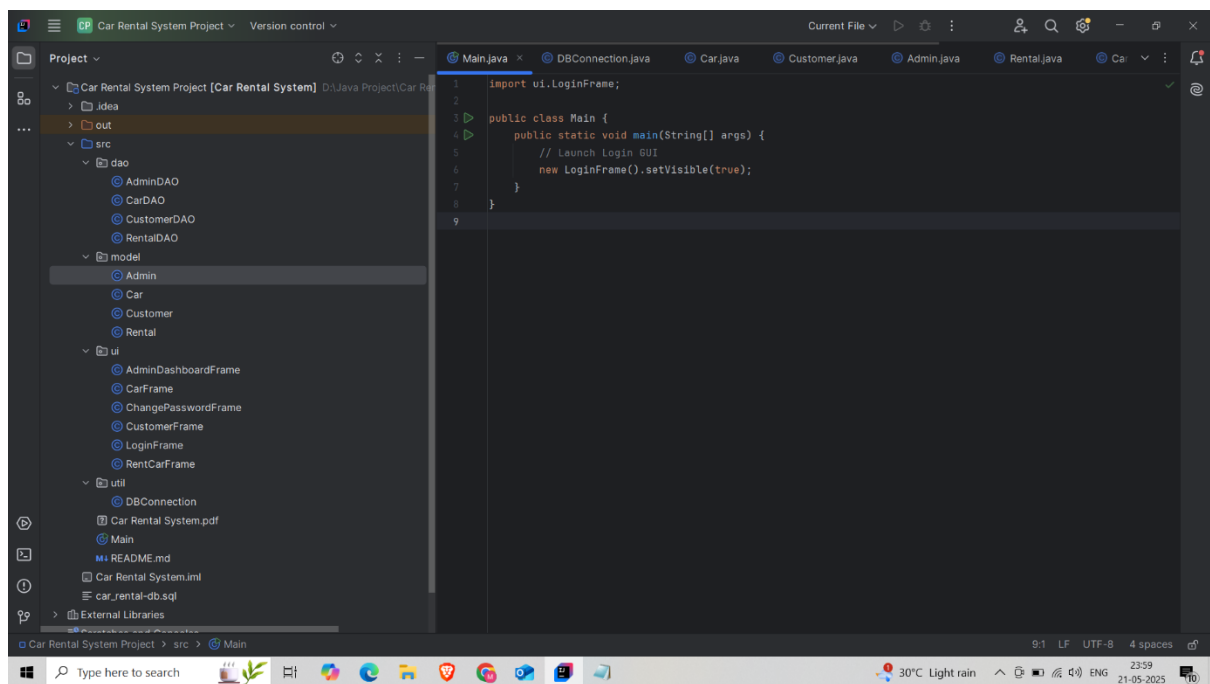 CP Car Rental System Project Version control Current File
Project
Main.java DBConnection.java Car.java Customer.java Admin.java Rental.java Ca
Car Rental System Project [Car Rental System] D:\Java Project\Car Rer
.idea
out
src
dao
AdminDAO
CarDAO
CustomerDAO
RentalDAO
model
Admin
Car
Customer
Rental
ui
AdminDashboardFrame
CarFrame
ChangePasswordFrame
CustomerFrame
LoginFrame
RentCarFrame
util
DBConnection
Car Rental System.pdf
Main
M↓ README.md
Car Rental System.iml
car_rental-db.sql
External Libraries
1 import ui.LoginFrame;
2
3 public class Main {
4 public static void main(String[] args) {
5 // Launch Login GUI
6 new LoginFrame().setVisible(true);
7 }
8 }
9
Car Rental System Project > src > Main 9:1 LF UTF-8 4 spaces
Type here to search 30°C Light rain ENG 23:59
21-05-2025